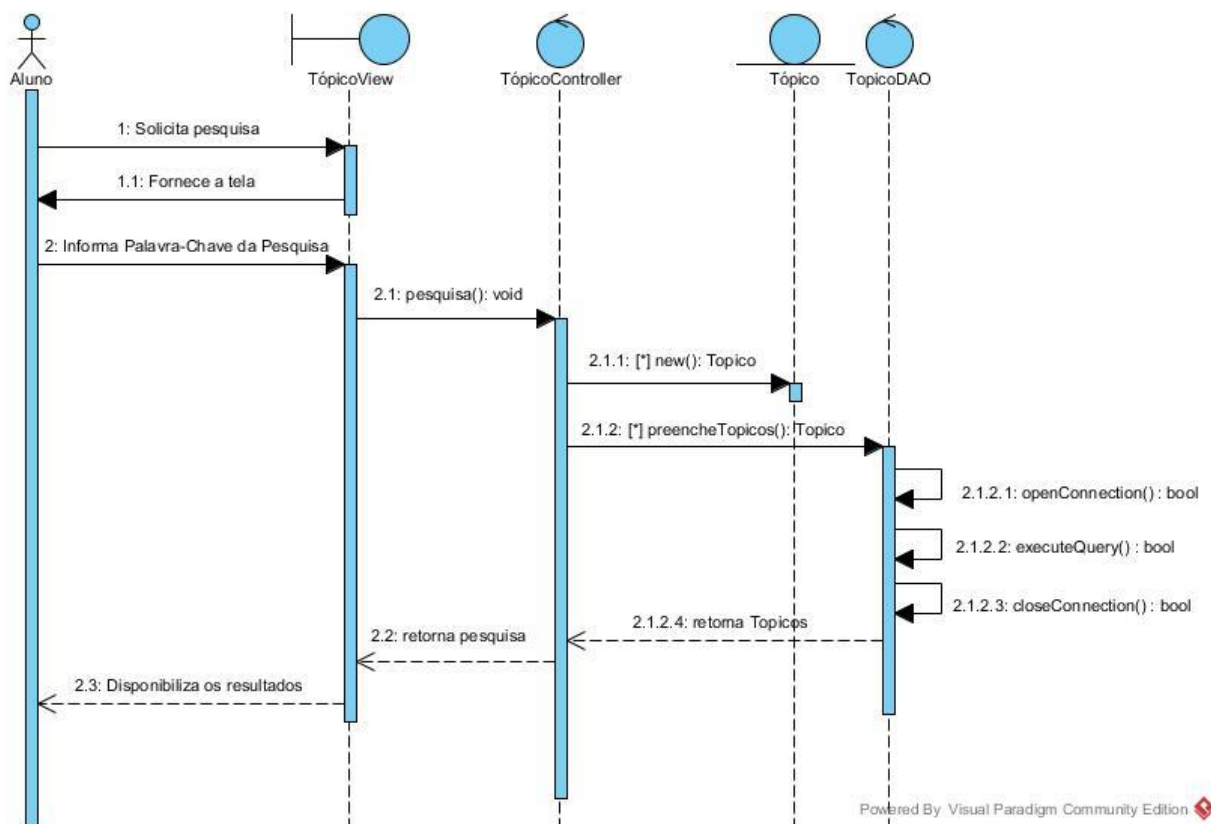 Aluno
TópicoView
TópicoController
Tópico
TopicoDAO
1: Solicita pesquisa
1.1: Fornece a tela
2: Informa Palavra-Chave da Pesquisa
2.1: pesquisa(): void
2.1.1: [*] new(): Topico
2.1.2: [*] preencheTopicos(): Topico
2.1.2.1: openConnection() : bool
2.1.2.2: executeQuery() : bool
2.1.2.3: closeConnection() : bool
2.1.2.4: retorna Topicos
2.2: retorna pesquisa
2.3: Disponibiliza os resultados
Powered By Visual Paradigm Community Edition